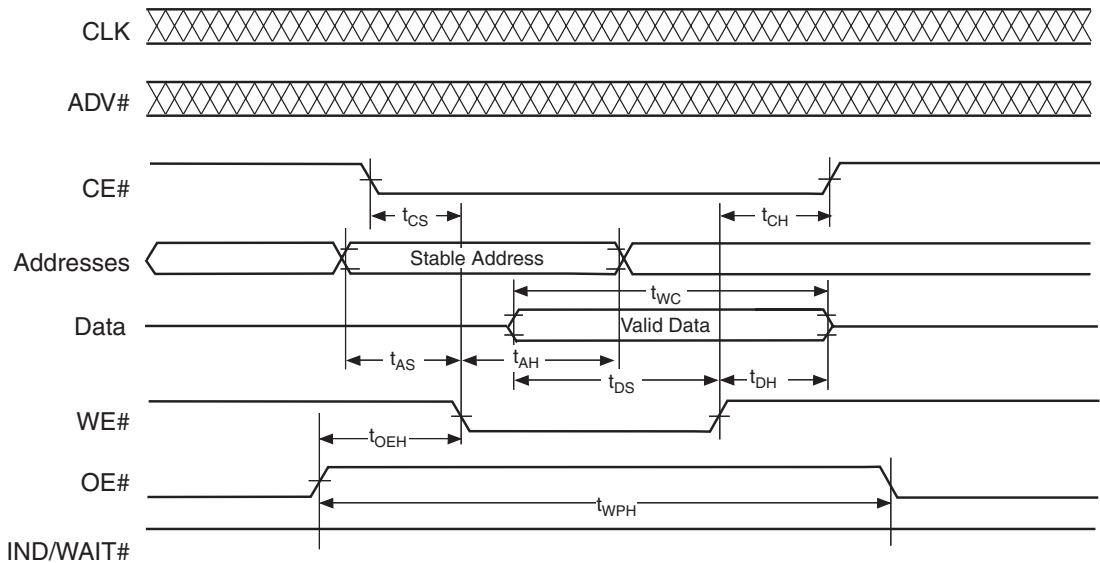 CLK
ADV#
CE#
tCS
tCH
Addresses
Stable Address
tWC
Data
Valid Data
tAS
tAH
tDS
tDH
WE#
tOEH
OE#
tWPH
IND/WAIT#